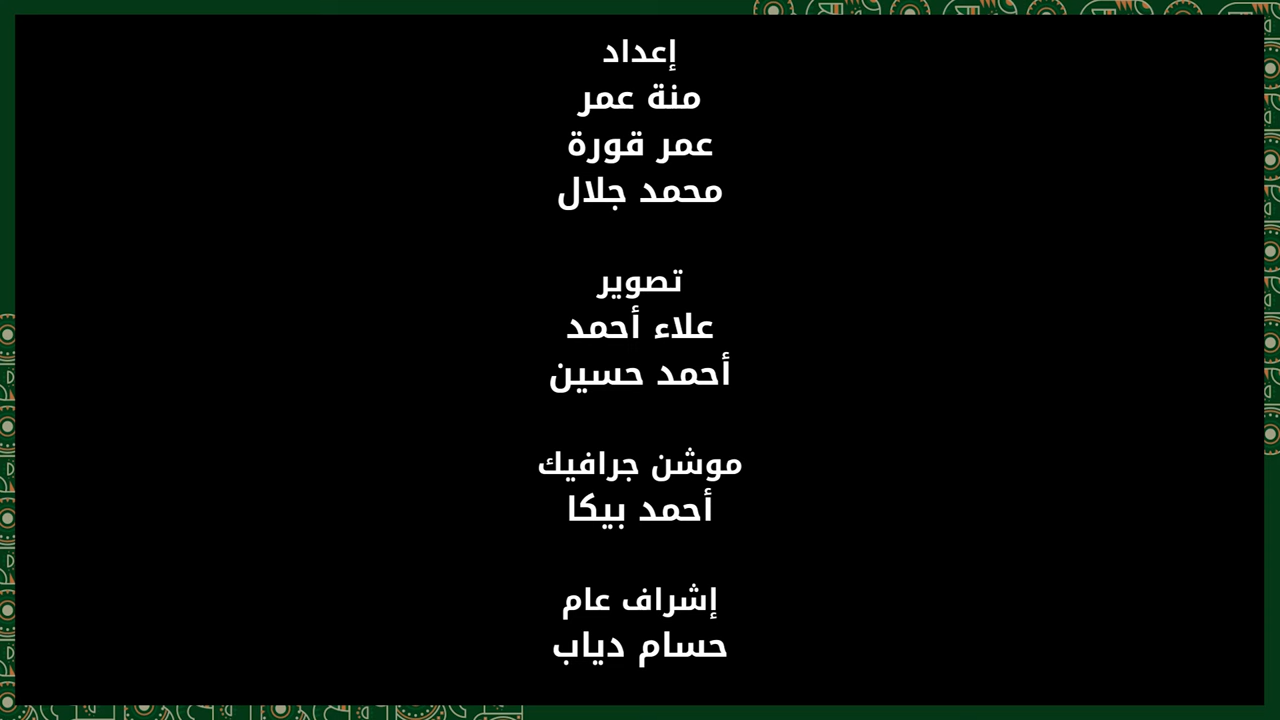 إعداد
منة عمر
عمر قورة
محمد جلال
تصوير
علاء أحمد
أحمد حسين
موشن جرافيك
أحمد بيكا
إشراف عام
حسام دياب